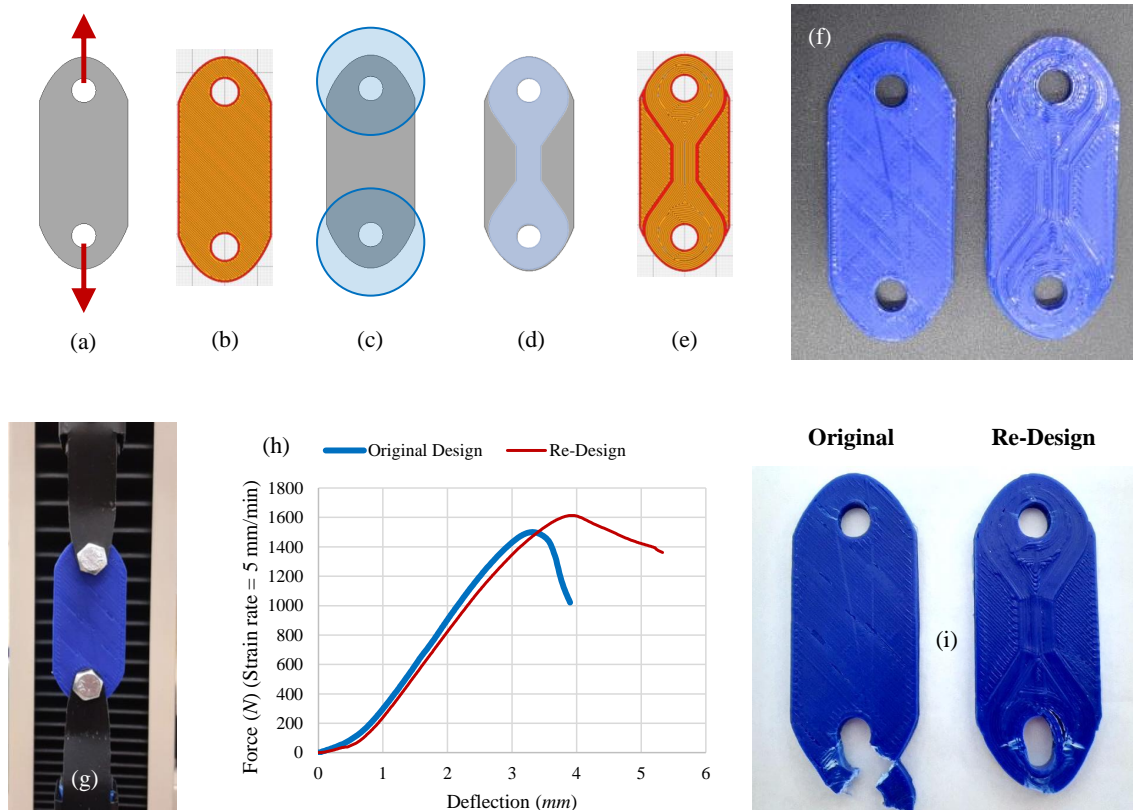 (f)
(a)
(b)
(c)
(d)
(e)
(h)
Original Design
Re-Design
Force (N) (Strain rate = 5 mm/min)
1800
1600
1400
1200
1000
800
600
400
200
0
0
1
2
3
4
5
6
Deflection (mm)
(g)
Original
Re-Design
(i)